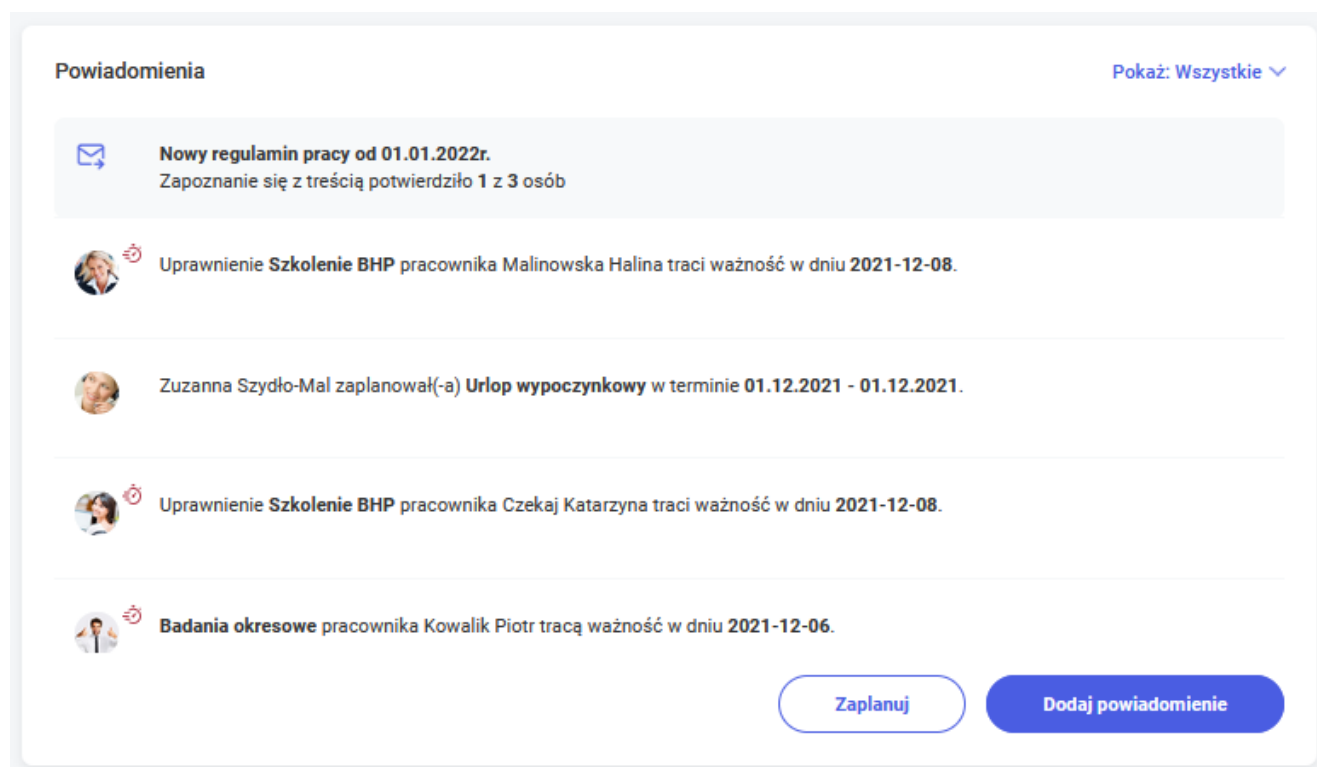 Powiadomienia
Pokaż: Wszystkie
Nowy regulamin pracy od 01.01.2022r.
Zapoznanie się z treścią potwierdziło 1 z 3 osób
Uprawnienie Szkolenie BHP pracownika Malinowska Halina traci ważność w dniu 2021-12-08.
Zuzanna Szydło-Mal zaplanował(-a) Urlop wypoczynkowy w terminie 01.12.2021 - 01.12.2021.
Uprawnienie Szkolenie BHP pracownika Czekaj Katarzyna traci ważność w dniu 2021-12-08.
Badania okresowe pracownika Kowalik Piotr tracą ważność w dniu 2021-12-06.
Zaplanuj
Dodaj powiadomienie